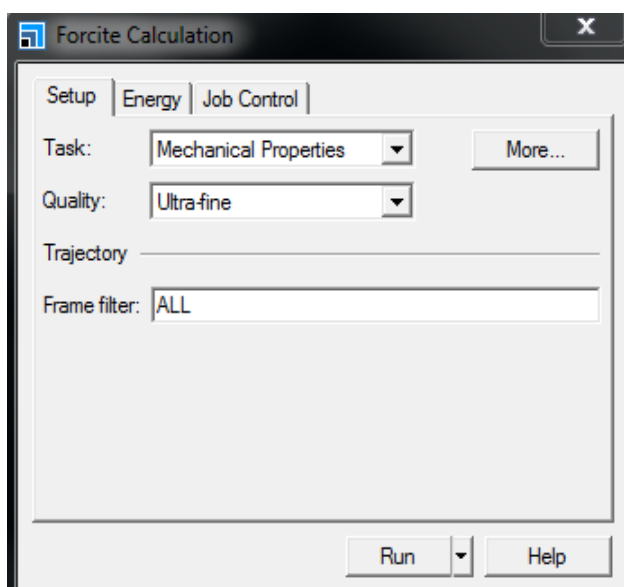 Forcite Calculation
Setup Energy Job Control
Task: Mechanical Properties More...
Quality: Ultra-fine
Trajectory
Frame filter: ALL
Run Help